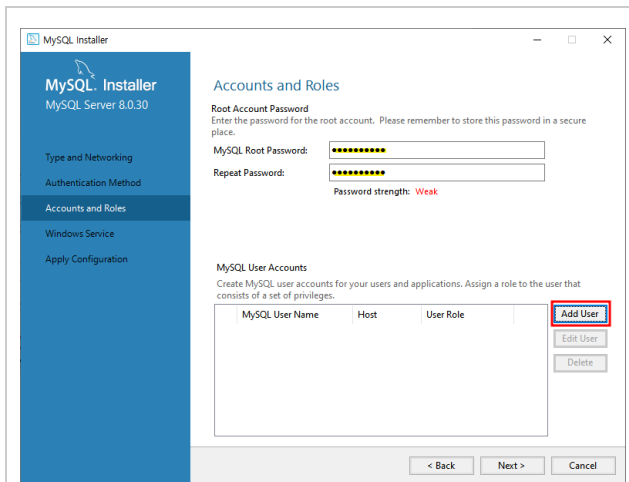 MySQL Installer
MySQL. Installer
MySQL Server 8.0.30
Type and Networking
Authentication Method
Accounts and Roles
Windows Service
Apply Configuration
Accounts and Roles
Root Account Password
Enter the password for the root account. Please remember to store this password in a secure
place.
MySQL Root Password: ●●●●●●●●●●
Repeat Password: ●●●●●●●●●●
Password strength: Weak
MySQL User Accounts
Create MySQL user accounts for your users and applications. Assign a role to the user that
consists of a set of privileges.
MySQL User Name Host User Role
Add User
Edit User
Delete
< Back Next > Cancel